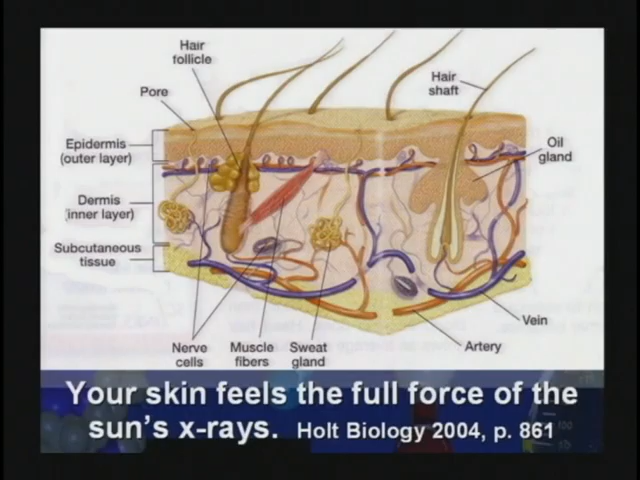 Hair
follicle
Pore
Hair
shaft
Epidermis
(outer layer)
Oil
gland
Dermis
(inner layer)
Subcutaneous
tissue
Vein
Nerve
cells
Muscle
fibers
Sweat
gland
Artery
Your skin feels the full force of the
sun's x-rays. Holt Biology 2004, p. 861